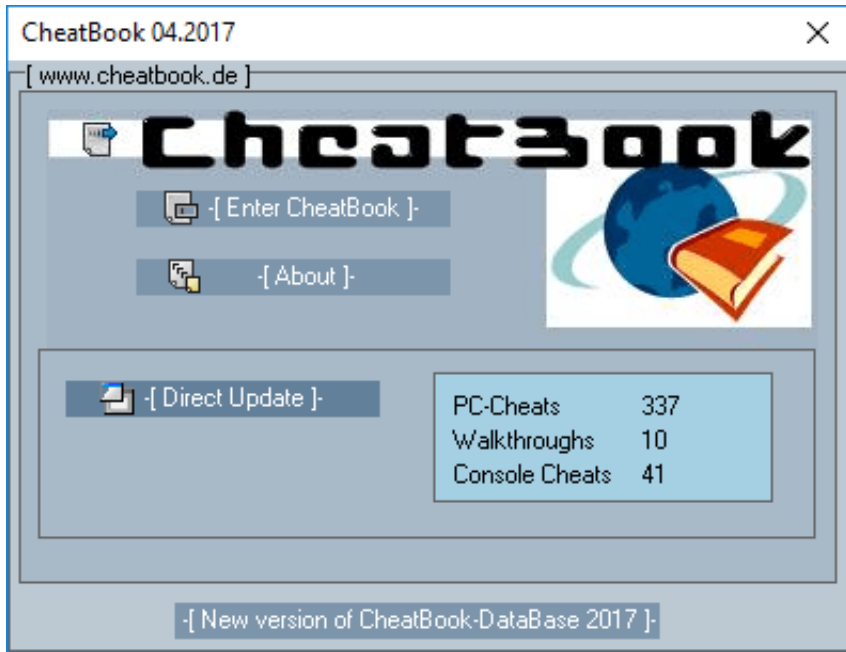 CheatBook 04.2017
[ www.cheatbook.de ]
CheatBook
-[ Enter CheatBook ]-
-[ About ]-
-[ Direct Update ]-
PC-Cheats 337
Walkthroughs 10
Console Cheats 41
-[ New version of CheatBook-DataBase 2017 ]-